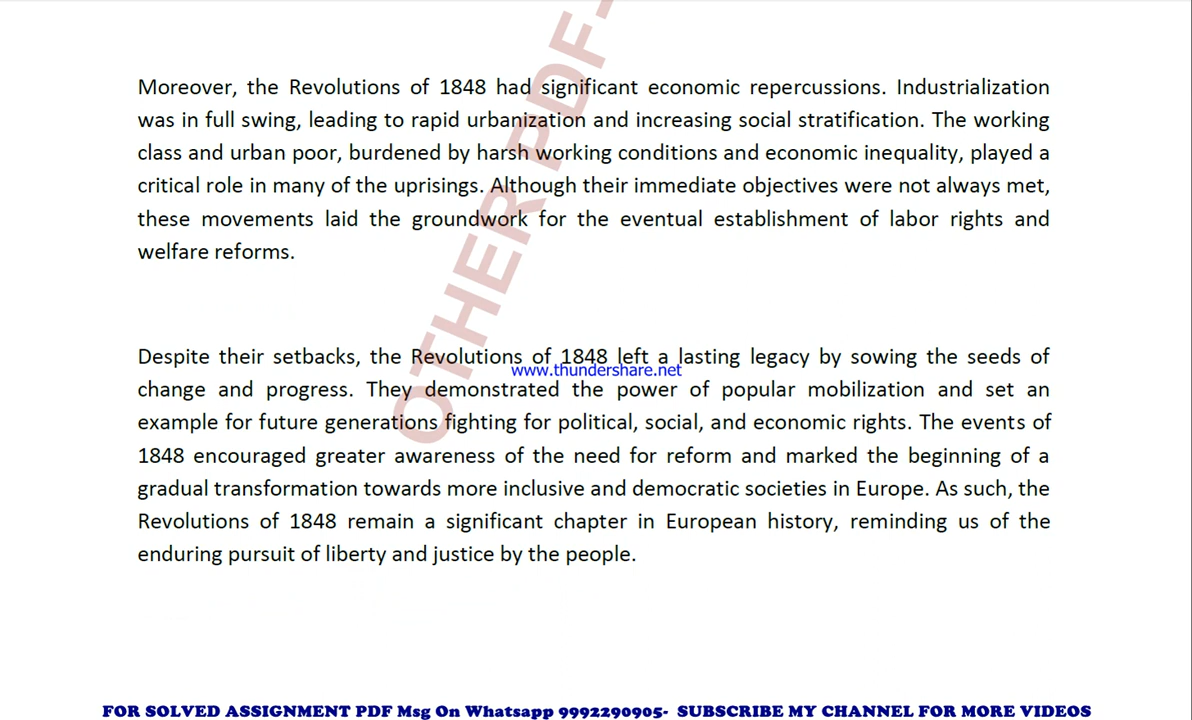 OTHER PDF-
Moreover, the Revolutions of 1848 had significant economic repercussions. Industrialization
was in full swing, leading to rapid urbanization and increasing social stratification. The working
class and urban poor, burdened by harsh working conditions and economic inequality, played a
critical role in many of the uprisings. Although their immediate objectives were not always met,
these movements laid the groundwork for the eventual establishment of labor rights and
welfare reforms.
Despite their setbacks, the Revolutions of 1848 left a lasting legacy by sowing the seeds of
www.thundershare.net
change and progress. They demonstrated the power of popular mobilization and set an
example for future generations fighting for political, social, and economic rights. The events of
1848 encouraged greater awareness of the need for reform and marked the beginning of a
gradual transformation towards more inclusive and democratic societies in Europe. As such, the
Revolutions of 1848 remain a significant chapter in European history, reminding us of the
enduring pursuit of liberty and justice by the people.
FOR SOLVED ASSIGNMENT PDF Msg On Whatsapp 9992290905- SUBSCRIBE MY CHANNEL FOR MORE VIDEOS